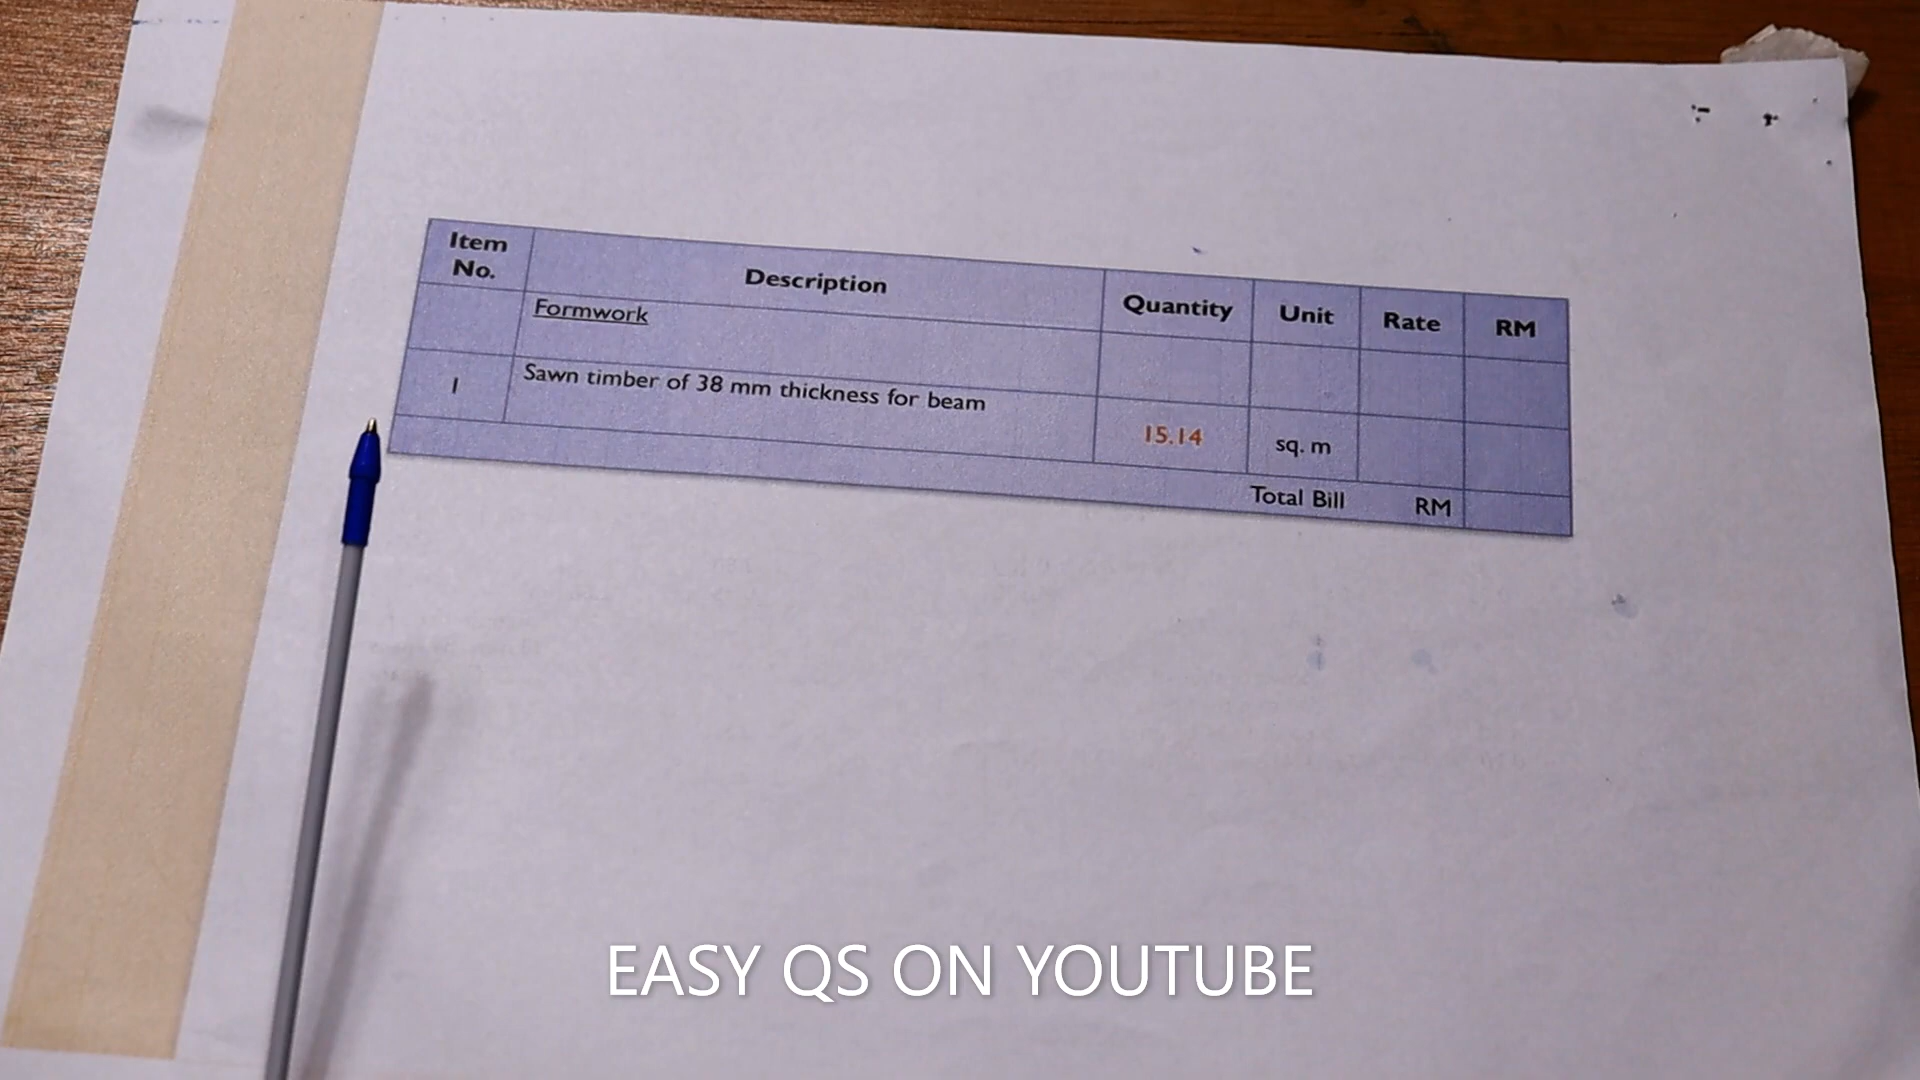 Item No. Description Quantity Unit Rate RM
Formwork
1 Sawn timber of 38 mm thickness for beam 15.14 sq. m
Total Bill RM
EASY QS ON YOUTUBE